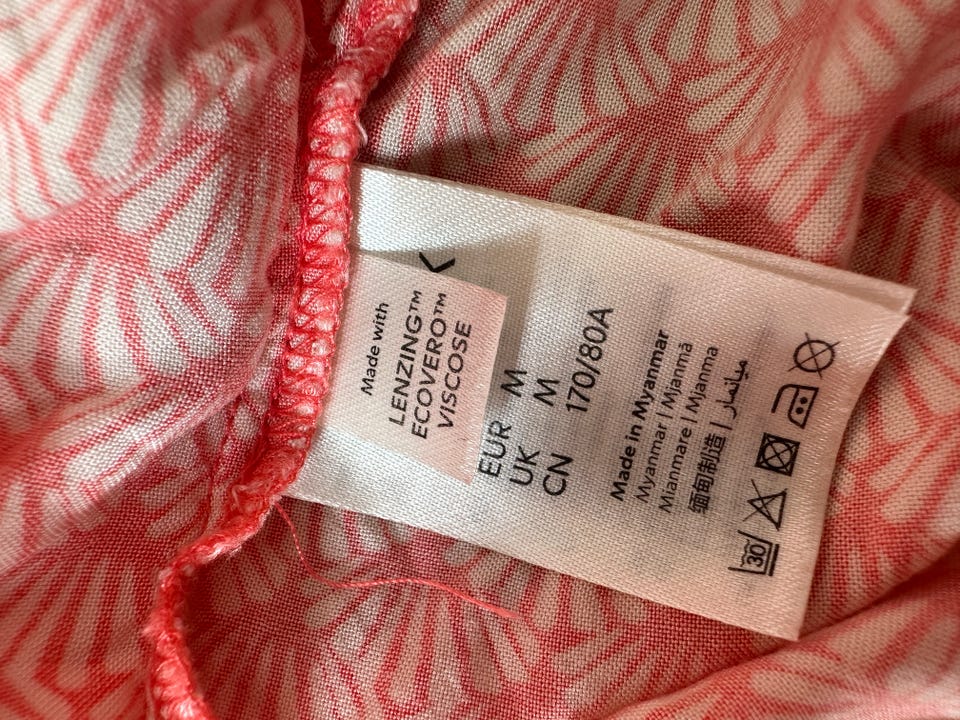 Made with
LENZING™
ECOVERO™
VISCOSE
K
EUR M
UK M
CN 170/80A
Made in Myanmar
Myanmar | Mjanmā
Mianmare | Mjanma
缅甸制造 | ميانمار
30